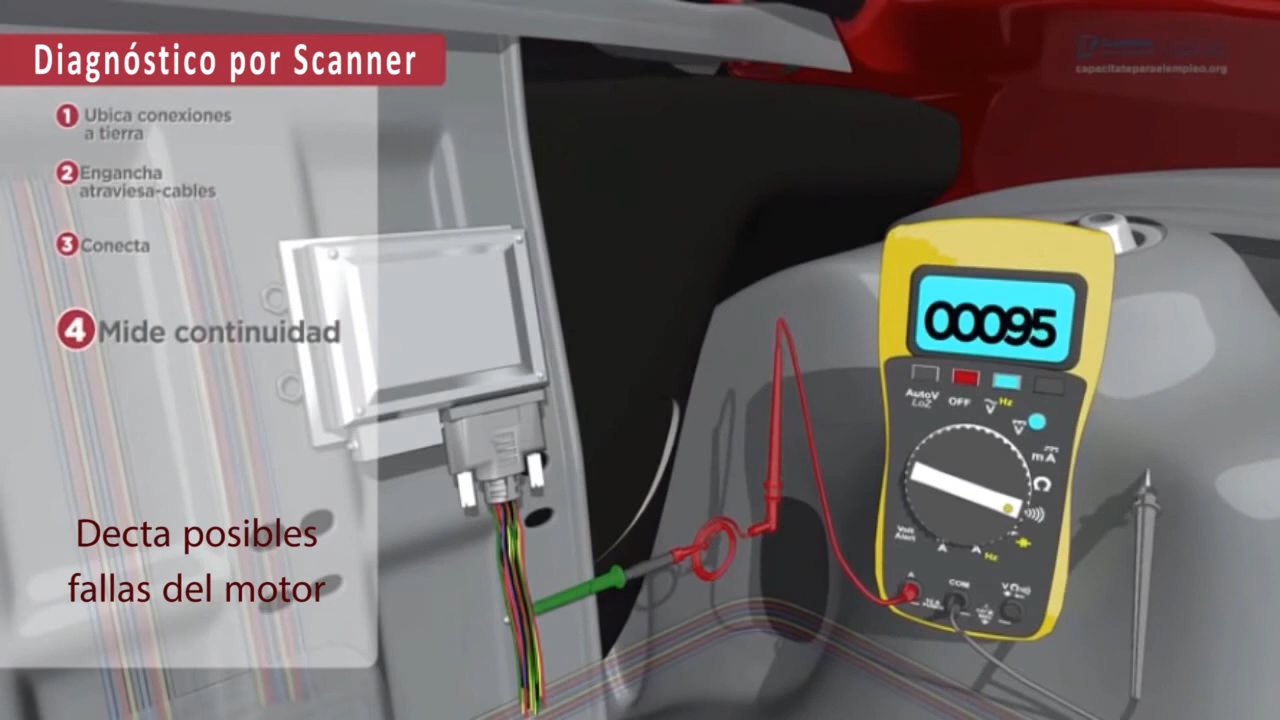 Diagnóstico por Scanner
capacitateparaelempleo.org
1 Ubica conexiones
a tierra
2 Engancha
atraviesa-cables
3 Conecta
4 Mide continuidad
Decta posibles
fallas del motor
00095
AutoV
LoZ
OFF
V Hz
V
mA
Ω
Volt
Alert
A
A
Hz
A
COM